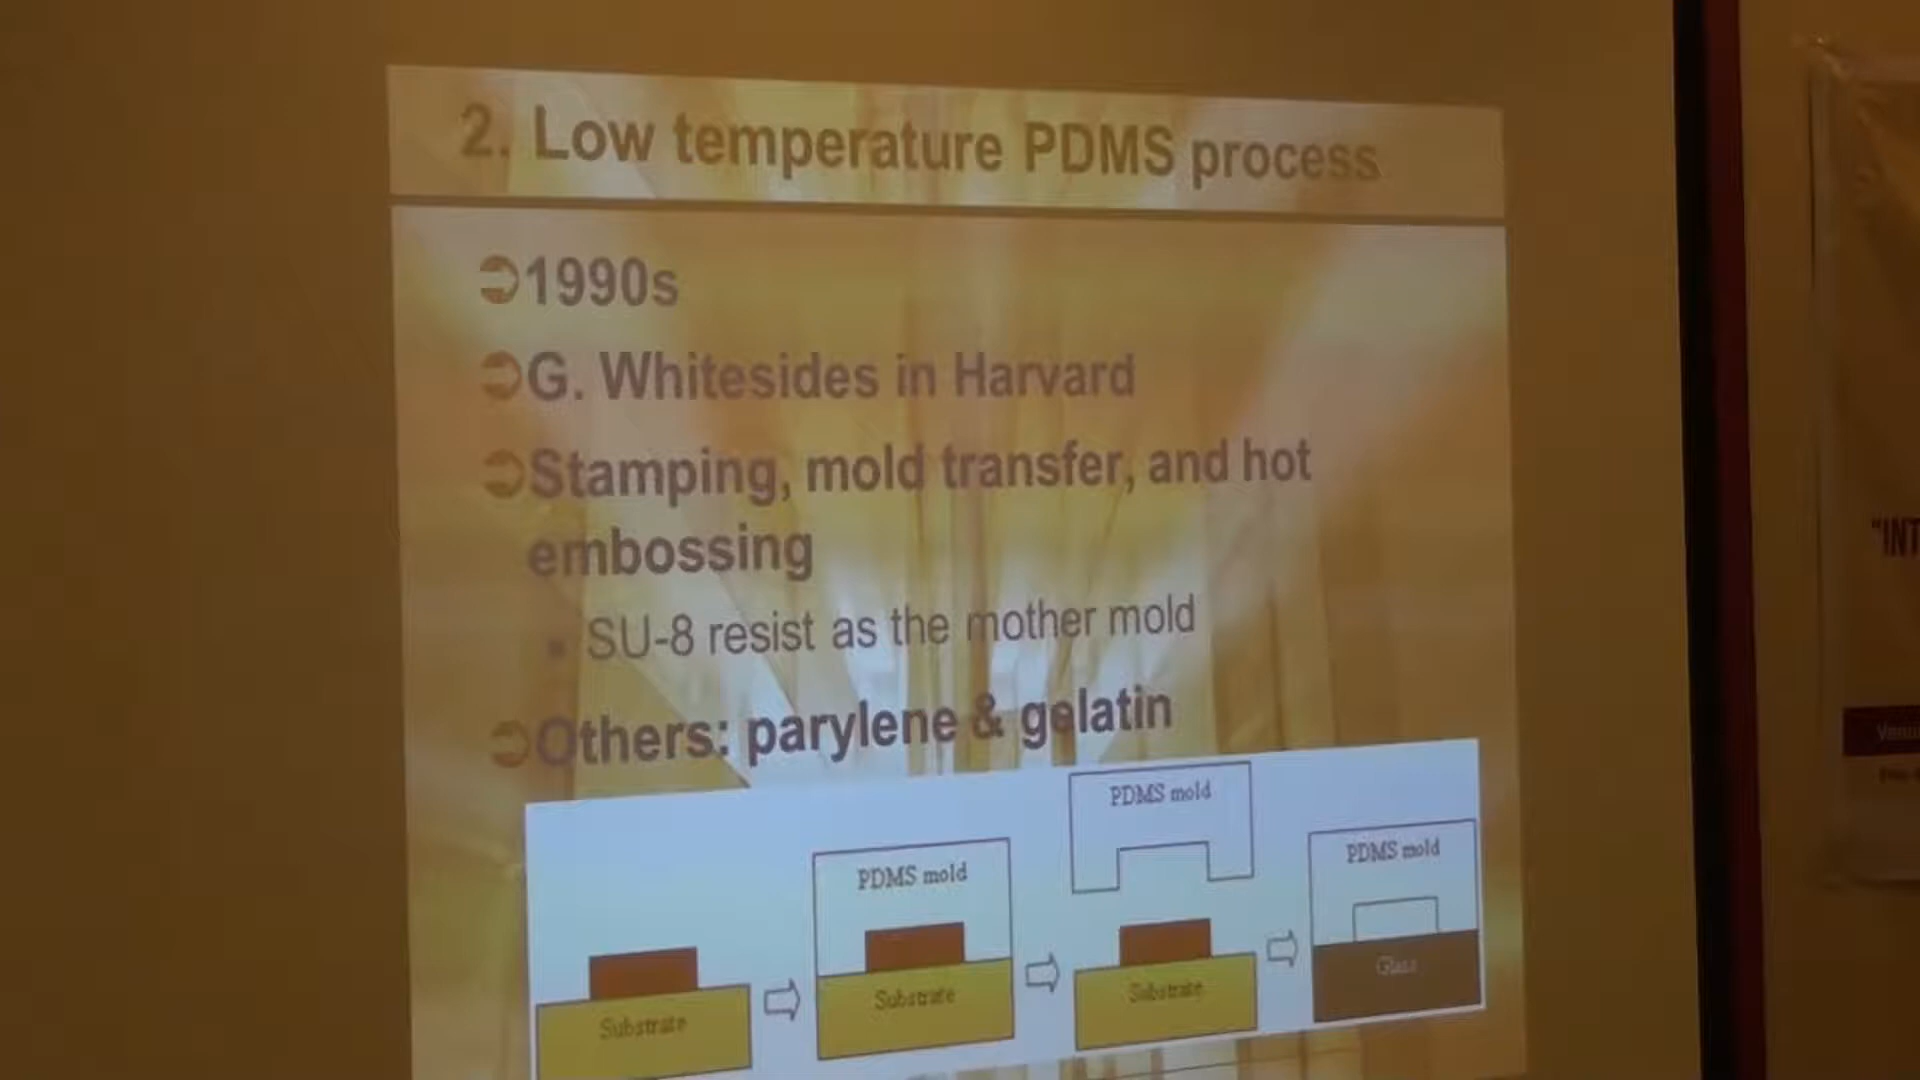 2. Low temperature PDMS process
1990s
G. Whitesides in Harvard
Stamping, mold transfer, and hot
embossing
SU-8 resist as the mother mold
Others: parylene & gelatin
PDMS mold
PDMS mold
PDMS mold
Substrate
Substrate
Substrate
Glass
"INT